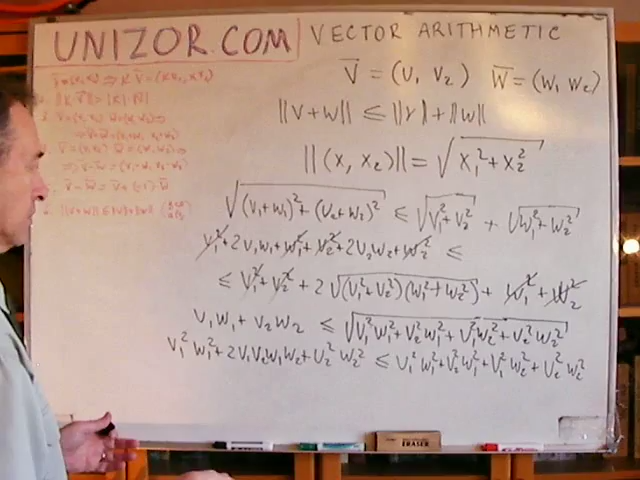 UNIZOR.COM
VECTOR ARITHMETIC
V̅ = (V₁ V₂) W̅ = (W₁ W₂)
||V+W|| ≤ ||V|| + ||W||
||(X₁ X₂)|| = √(X₁² + X₂²)
√((V₁+W₁)² + (V₂+W₂)²) ≤ √(V₁²+V₂²) + √(W₁²+W₂²)
V₁²+2V₁W₁+W₁²+V₂²+2V₂W₂+W₂² ≤
≤ V₁²+V₂² + 2√((V₁²+V₂²)(W₁²+W₂²)) + W₁²+W₂²
V₁W₁ + V₂W₂ ≤ √(V₁²W₁²+V₂²W₁²+V₁²W₂²+V₂²W₂²)
V₁²W₁²+2V₁V₂W₁W₂+V₂²W₂² ≤ V₁²W₁²+V₂²W₁²+V₁²W₂²+V₂²W₂²
||K·V̅|| = |K|·||V̅||
V̅ - W̅ = V̅ + (-1)·W̅
ERASER